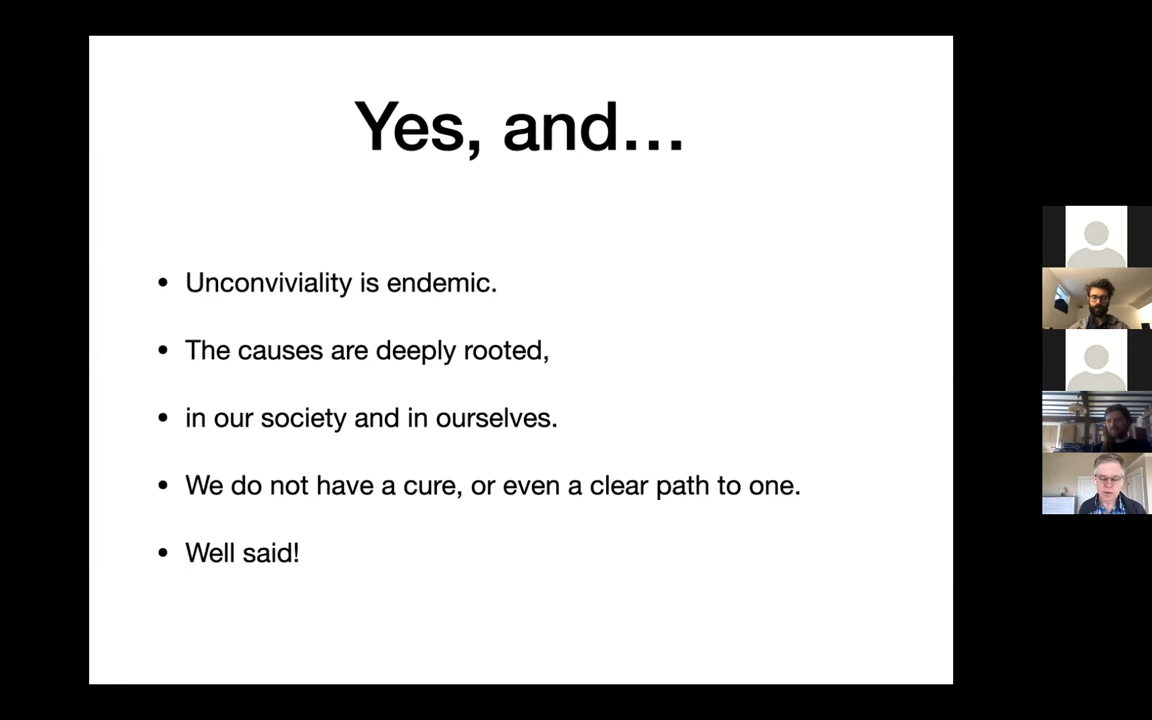 Yes, and…
• Unconviviality is endemic.
• The causes are deeply rooted,
• in our society and in ourselves.
• We do not have a cure, or even a clear path to one.
• Well said!